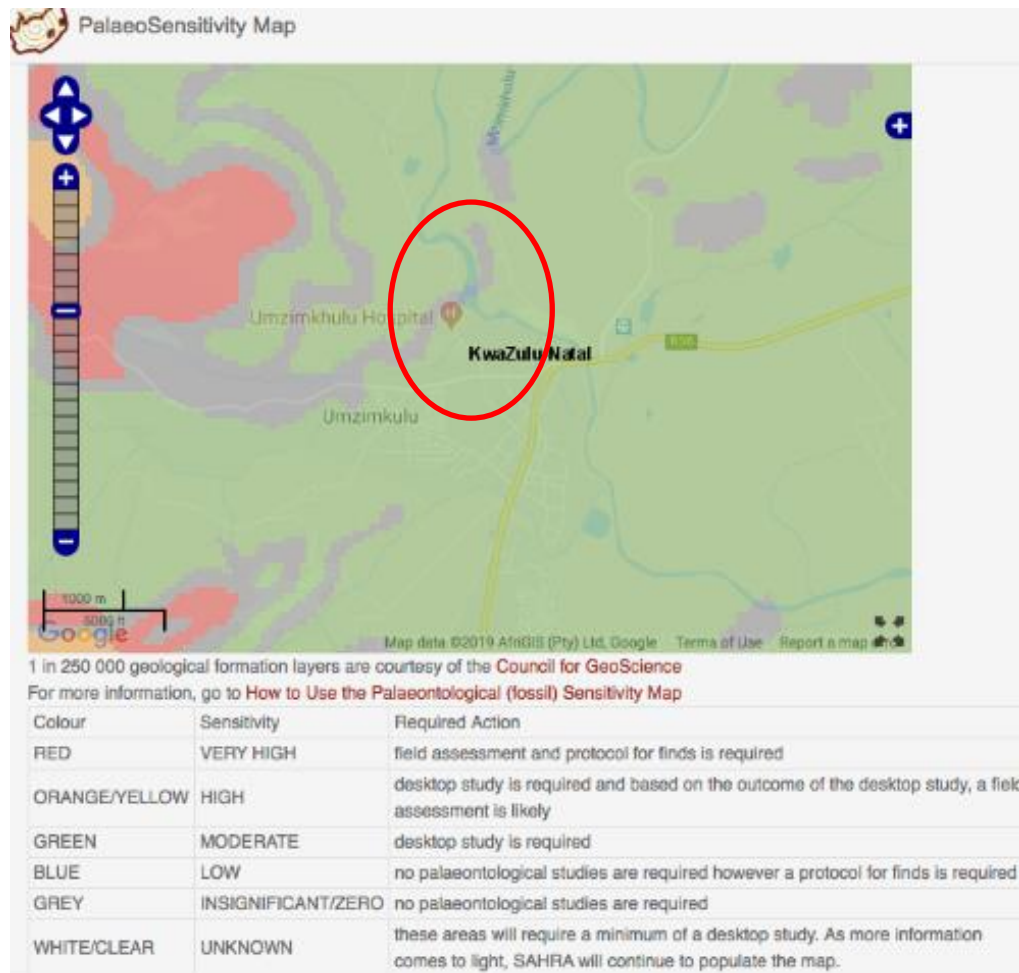 PalaeoSensitivity Map
Mzimkhulu
Umzimkhulu Hospital
H
KwaZulu Natal
R56
Umzimkulu
1000 m
5000 ft
Google
Map data ©2019 AfriGIS (Pty) Ltd, Google Terms of Use Report a map
1 in 250 000 geological formation layers are courtesy of the Council for GeoScience
For more information, go to How to Use the Palaeontological (fossil) Sensitivity Map
Colour Sensitivity Required Action
RED VERY HIGH field assessment and protocol for finds is required
ORANGE/YELLOW HIGH desktop study is required and based on the outcome of the desktop study, a field
assessment is likely
GREEN MODERATE desktop study is required
BLUE LOW no palaeontological studies are required however a protocol for finds is required
GREY INSIGNIFICANT/ZERO no palaeontological studies are required
WHITE/CLEAR UNKNOWN these areas will require a minimum of a desktop study. As more information
comes to light, SAHRA will continue to populate the map.